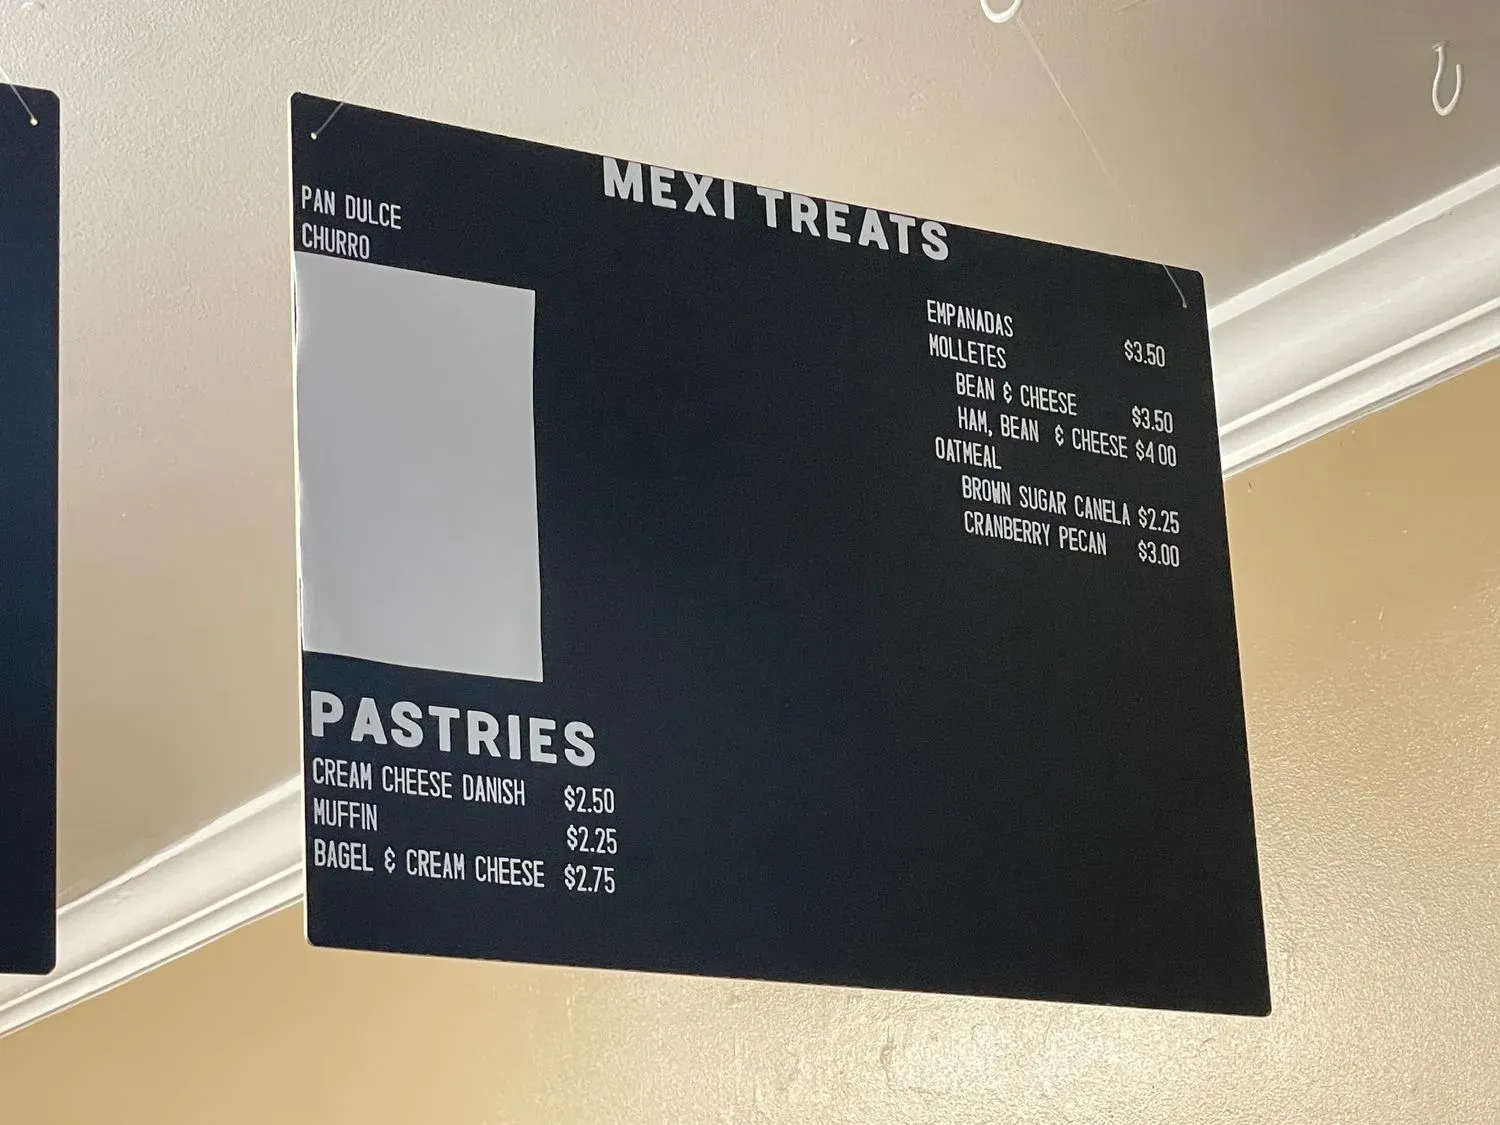 MEXI TREATS
PAN DULCE
CHURRO
EMPANADAS $3.50
MOLLETES
BEAN & CHEESE $3.50
HAM, BEAN & CHEESE $4 00
OATMEAL
BROWN SUGAR CANELA $2.25
CRANBERRY PECAN $3.00
PASTRIES
CREAM CHEESE DANISH $2.50
MUFFIN $2.25
BAGEL & CREAM CHEESE $2.75